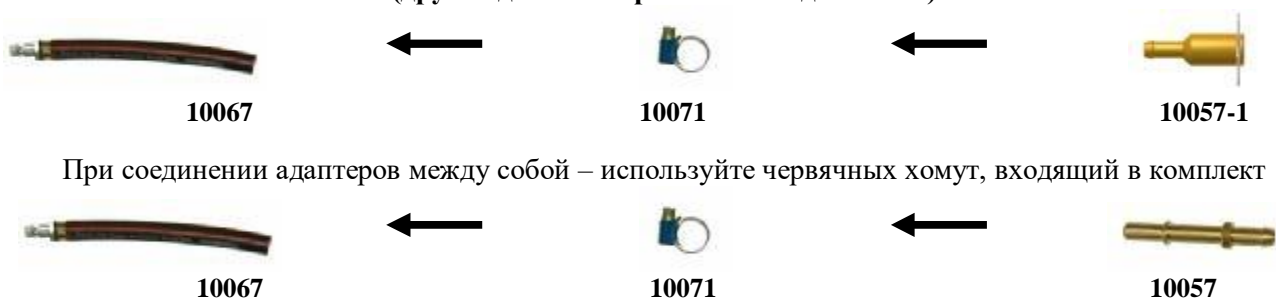 10067 10071 10057-1
При соединении адаптеров между собой – используйте червячных хомут, входящий в комплект
10067 10071 10057